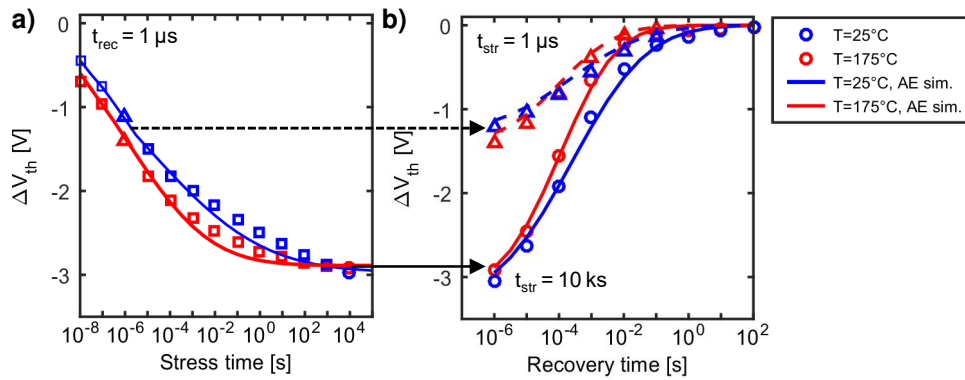 a)
t_rec = 1 µs
0
-1
-2
-3
ΔV_th [V]
10^-8 10^-6 10^-4 10^-2 10^0 10^2 10^4
Stress time [s]
b)
t_str = 1 µs
0
-1
-2
-3
ΔV_th [V]
t_str = 10 ks
10^-6 10^-4 10^-2 10^0 10^2
Recovery time [s]
T=25°C
T=175°C
T=25°C, AE sim.
T=175°C, AE sim.